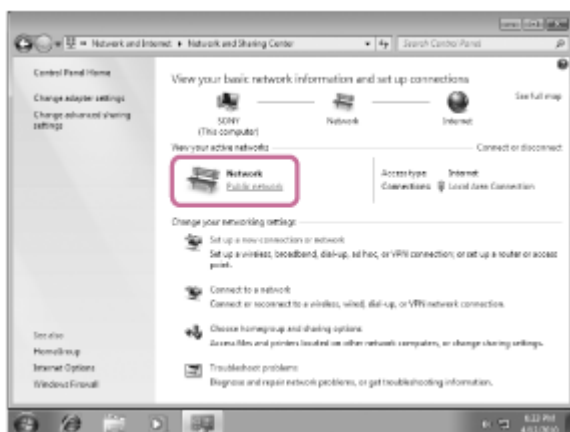 Network and Internet ▸ Network and Sharing Center
Search Control Panel
Control Panel Home
Change adapter settings
Change advanced sharing settings
View your basic network information and set up connections
SONY
(This computer)
Network
Internet
See full map
View your active networks
Connect or disconnect
Network
Public network
Access type: Internet
Connections: Local Area Connection
Change your networking settings
Set up a new connection or network
Set up a wireless, broadband, dial-up, ad hoc, or VPN connection; or set up a router or access
point.
Connect to a network
Connect or reconnect to a wireless, wired, dial-up, or VPN network connection.
Choose homegroup and sharing options
Access files and printers located on other network computers, or change sharing settings.
Troubleshoot problems
Diagnose and repair network problems, or get troubleshooting information.
See also
HomeGroup
Internet Options
Windows Firewall